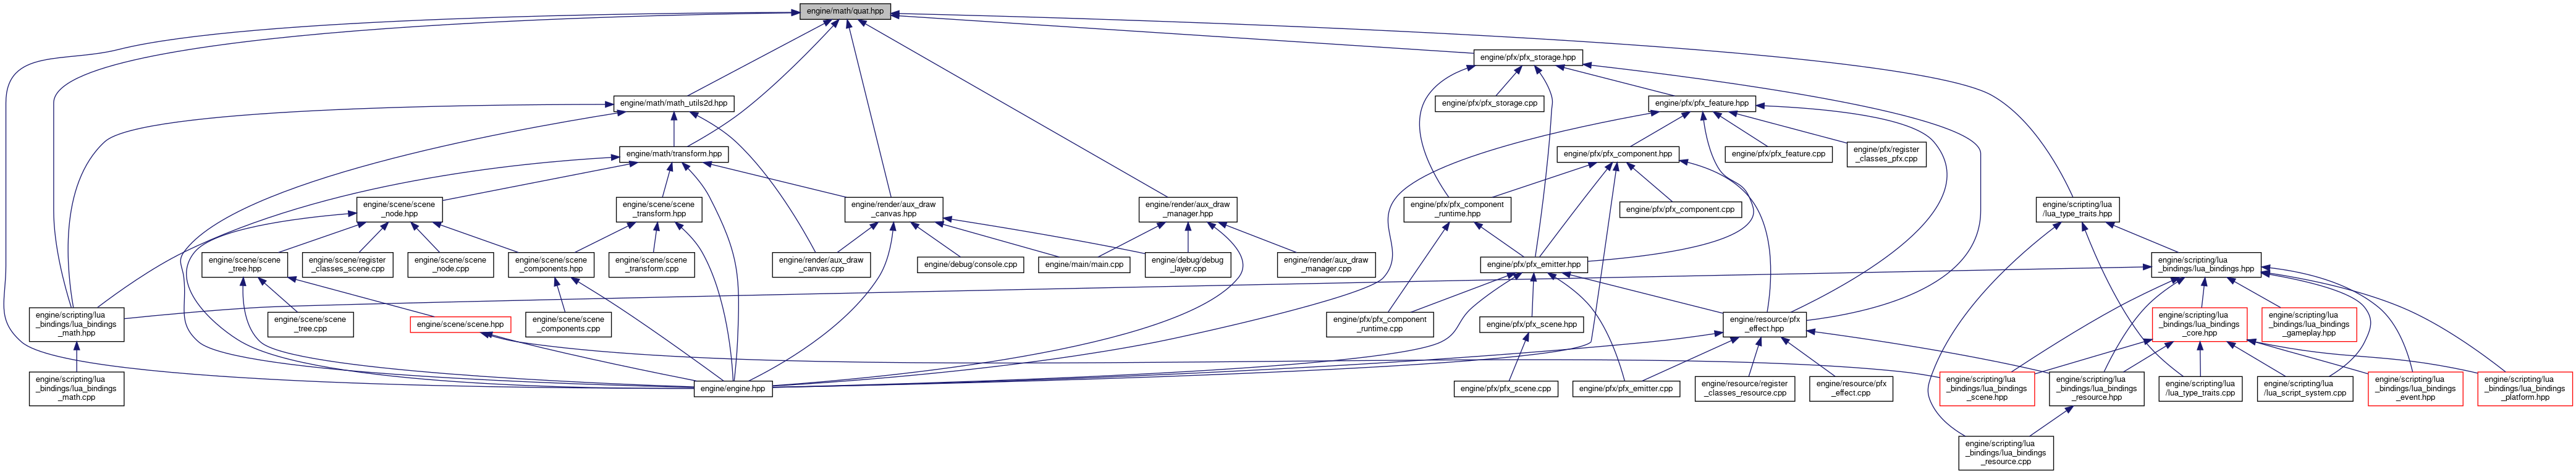 engine/math/quat.hpp
engine/pfx/pfx_storage.hpp
engine/math/math_utils2d.hpp
engine/pfx/pfx_storage.cpp
engine/pfx/pfx_feature.hpp
engine/math/transform.hpp
engine/pfx/pfx_component.hpp
engine/pfx/pfx_feature.cpp
engine/pfx/register
_classes_pfx.cpp
engine/scene/scene
_node.hpp
engine/scene/scene
_transform.hpp
engine/render/aux_draw
_canvas.hpp
engine/render/aux_draw
_manager.hpp
engine/pfx/pfx_component
_runtime.hpp
engine/pfx/pfx_component.cpp
engine/scripting/lua
/lua_type_traits.hpp
engine/scene/scene
_tree.hpp
engine/scene/register
_classes_scene.cpp
engine/scene/scene
_node.cpp
engine/scene/scene
_components.hpp
engine/scene/scene
_transform.cpp
engine/render/aux_draw
_canvas.cpp
engine/debug/console.cpp
engine/main/main.cpp
engine/debug/debug
_layer.cpp
engine/render/aux_draw
_manager.cpp
engine/pfx/pfx_emitter.hpp
engine/scripting/lua
_bindings/lua_bindings.hpp
engine/scripting/lua
_bindings/lua_bindings
_math.hpp
engine/scene/scene
_tree.cpp
engine/scene/scene.hpp
engine/scene/scene
_components.cpp
engine/pfx/pfx_component
_runtime.cpp
engine/pfx/pfx_scene.hpp
engine/resource/pfx
_effect.hpp
engine/scripting/lua
_bindings/lua_bindings
_core.hpp
engine/scripting/lua
_bindings/lua_bindings
_gameplay.hpp
engine/scripting/lua
_bindings/lua_bindings
_math.cpp
engine/engine.hpp
engine/pfx/pfx_scene.cpp
engine/pfx/pfx_emitter.cpp
engine/resource/register
_classes_resource.cpp
engine/resource/pfx
_effect.cpp
engine/scripting/lua
_bindings/lua_bindings
_scene.hpp
engine/scripting/lua
_bindings/lua_bindings
_resource.hpp
engine/scripting/lua
/lua_type_traits.cpp
engine/scripting/lua
/lua_script_system.cpp
engine/scripting/lua
_bindings/lua_bindings
_event.hpp
engine/scripting/lua
_bindings/lua_bindings
_platform.hpp
engine/scripting/lua
_bindings/lua_bindings
_resource.cpp